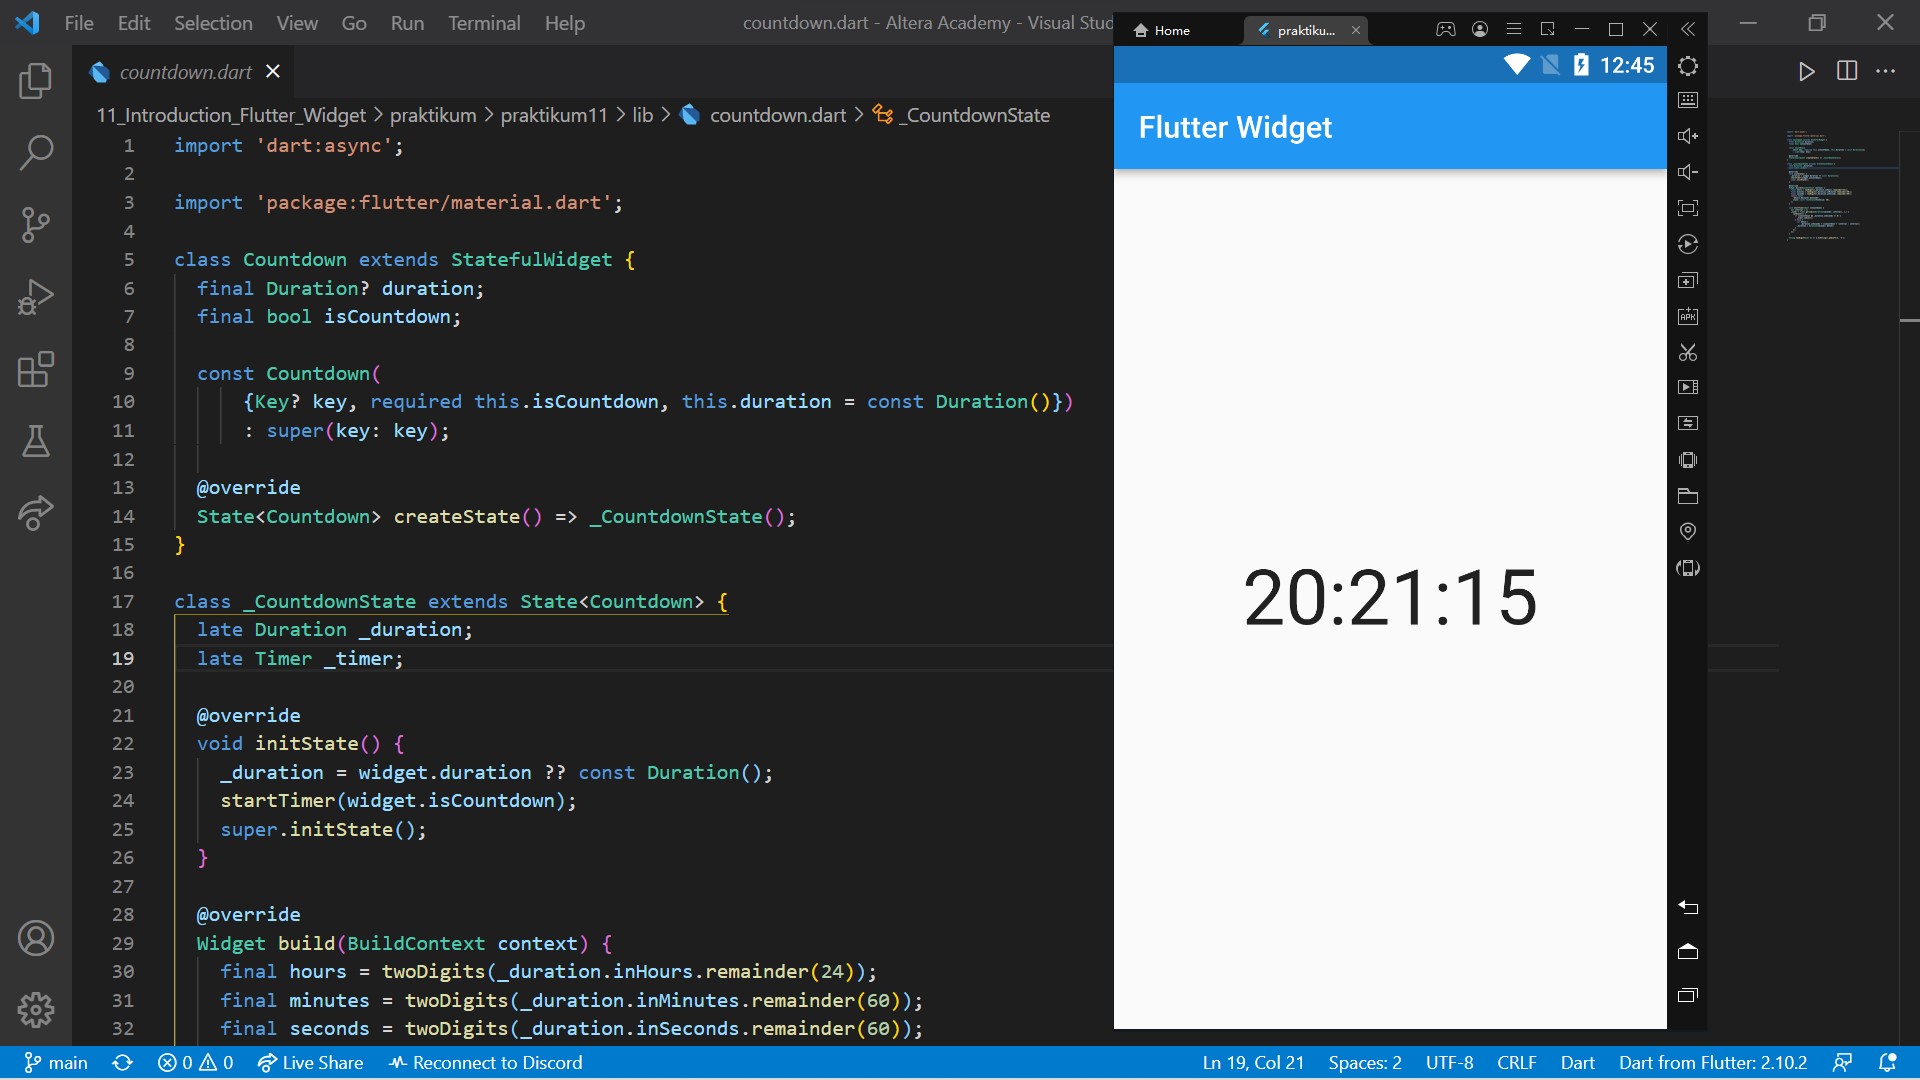 File Edit Selection View Go Run Terminal Help
countdown.dart - Altera Academy - Visual Stu
countdown.dart
11_Introduction_Flutter_Widget > praktikum > praktikum11 > lib > countdown.dart > _CountdownState
1 import 'dart:async';
2
3 import 'package:flutter/material.dart';
4
5 class Countdown extends StatefulWidget {
6 final Duration? duration;
7 final bool isCountdown;
8
9 const Countdown(
10 {Key? key, required this.isCountdown, this.duration = const Duration()})
11 : super(key: key);
12
13 @override
14 State<Countdown> createState() => _CountdownState();
15 }
16
17 class _CountdownState extends State<Countdown> {
18 late Duration _duration;
19 late Timer _timer;
20
21 @override
22 void initState() {
23 _duration = widget.duration ?? const Duration();
24 startTimer(widget.isCountdown);
25 super.initState();
26 }
27
28 @override
29 Widget build(BuildContext context) {
30 final hours = twoDigits(_duration.inHours.remainder(24));
31 final minutes = twoDigits(_duration.inMinutes.remainder(60));
32 final seconds = twoDigits(_duration.inSeconds.remainder(60));
Home
praktiku...
12:45
Flutter Widget
20:21:15
APK
main 0 0 Live Share Reconnect to Discord
Ln 19, Col 21 Spaces: 2 UTF-8 CRLF Dart Dart from Flutter: 2.10.2